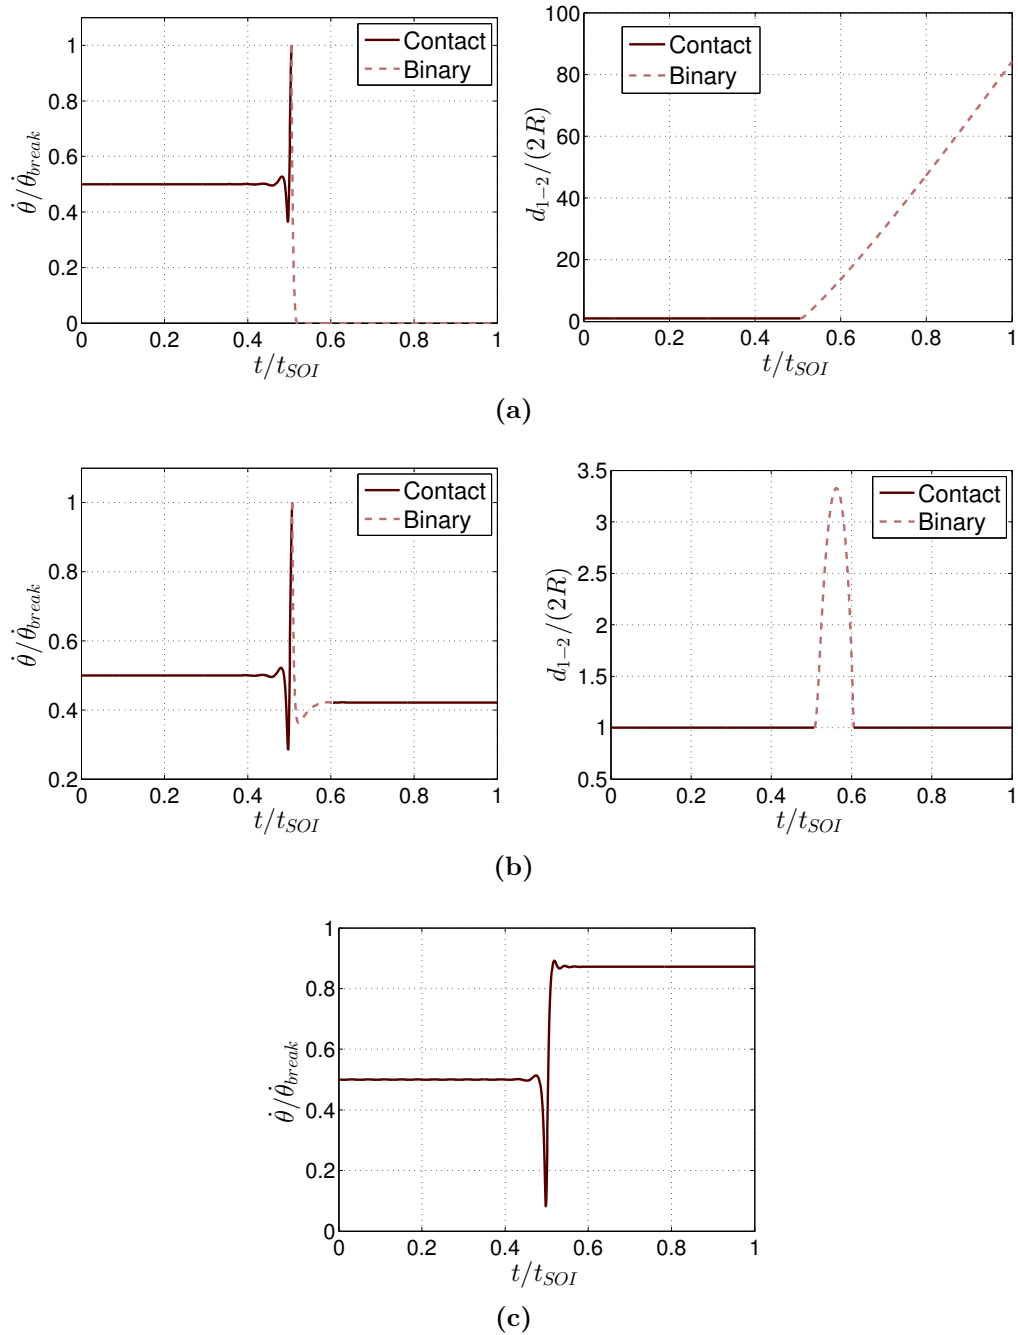 1
0.8
0.6
0.4
0.2
0
0 0.2 0.4 0.6 0.8 1
θ̇/θ̇_break
t/t_SOI
Contact
Binary
100
80
60
40
20
0
0 0.2 0.4 0.6 0.8 1
d_{1−2}/(2R)
t/t_SOI
Contact
Binary
(a)
1
0.8
0.6
0.4
0.2
0 0.2 0.4 0.6 0.8 1
θ̇/θ̇_break
t/t_SOI
Contact
Binary
3.5
3
2.5
2
1.5
1
0.5
0 0.2 0.4 0.6 0.8 1
d_{1−2}/(2R)
t/t_SOI
Contact
Binary
(b)
1
0.8
0.6
0.4
0.2
0
0 0.2 0.4 0.6 0.8 1
θ̇/θ̇_break
t/t_SOI
(c)